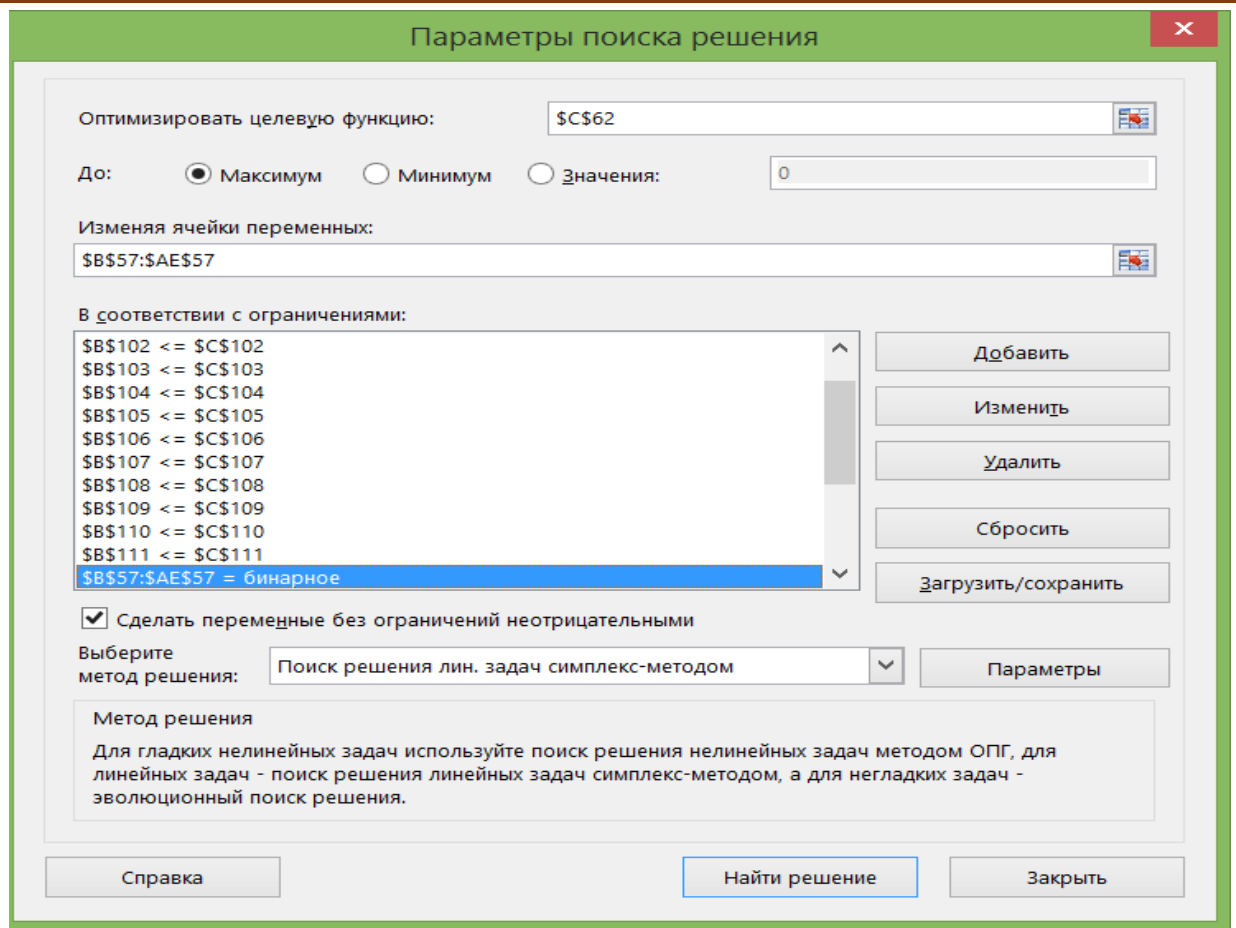 Параметры поиска решения
Оптимизировать целевую функцию:
$C$62
До:
Максимум
Минимум
Значения:
0
Изменяя ячейки переменных:
$B$57:$AE$57
В соответствии с ограничениями:
$B$102 <= $C$102
$B$103 <= $C$103
$B$104 <= $C$104
$B$105 <= $C$105
$B$106 <= $C$106
$B$107 <= $C$107
$B$108 <= $C$108
$B$109 <= $C$109
$B$110 <= $C$110
$B$111 <= $C$111
$B$57:$AE$57 = бинарное
Добавить
Изменить
Удалить
Сбросить
Загрузить/сохранить
Сделать переменные без ограничений неотрицательными
Выберите
метод решения:
Поиск решения лин. задач симплекс-методом
Параметры
Метод решения
Для гладких нелинейных задач используйте поиск решения нелинейных задач методом ОПГ, для
линейных задач - поиск решения линейных задач симплекс-методом, а для негладких задач -
эволюционный поиск решения.
Справка
Найти решение
Закрыть